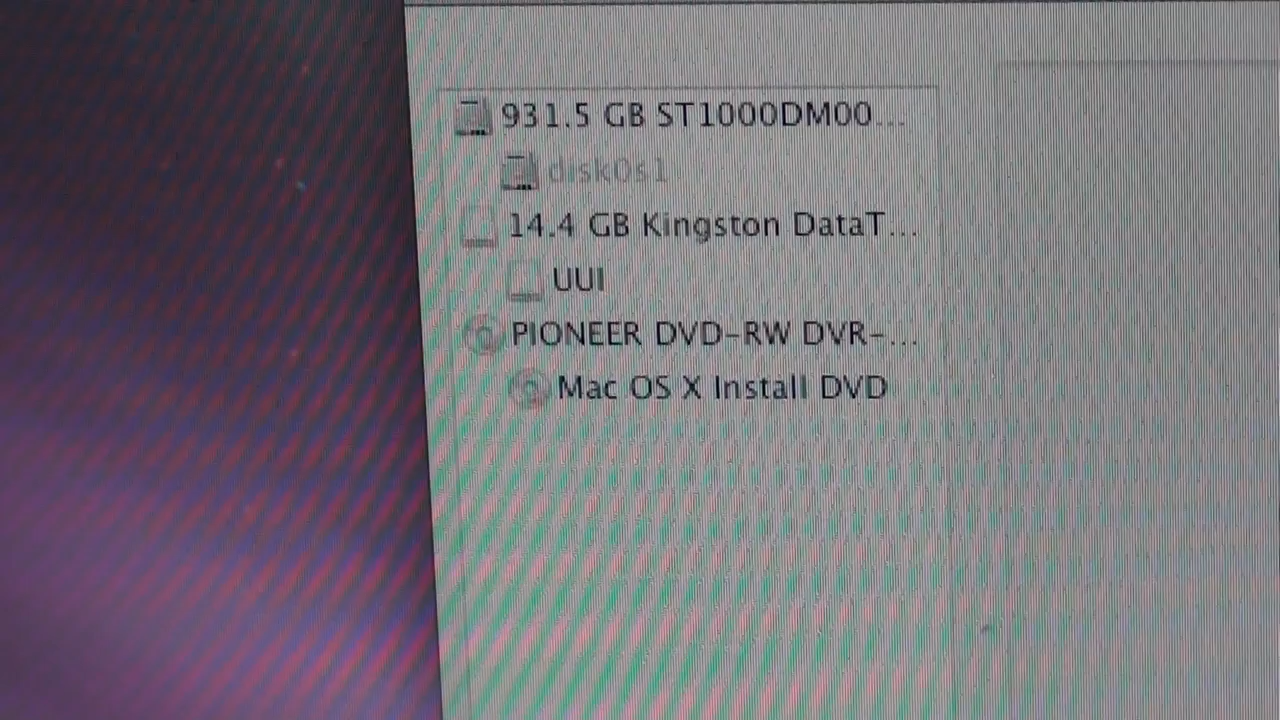 931.5 GB ST1000DM00...
disk0s1
14.4 GB Kingston DataT...
UUI
PIONEER DVD-RW DVR-...
Mac OS X Install DVD